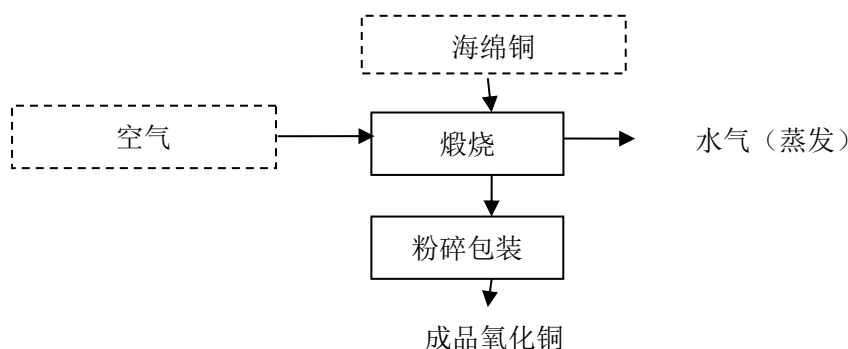 海绵铜
空气
煅烧
水气（蒸发）
粉碎包装
成品氧化铜